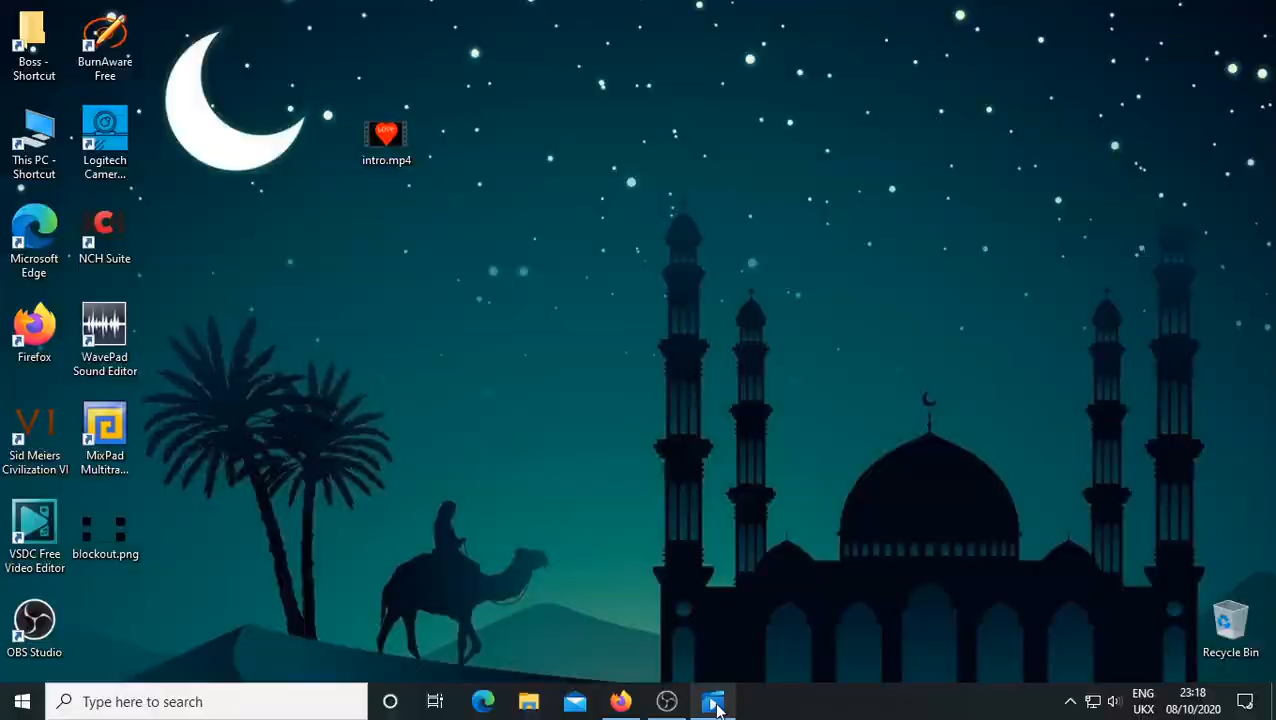 Boss -
Shortcut
BurnAware
Free
This PC -
Shortcut
Logitech
Camer...
Microsoft
Edge
NCH Suite
Firefox
WavePad
Sound Editor
Sid Meiers
Civilization VI
MixPad
Multitra...
VSDC Free
Video Editor
blockout.png
OBS Studio
LOVE
intro.mp4
Recycle Bin
Type here to search
ENG
UKX
23:18
08/10/2020